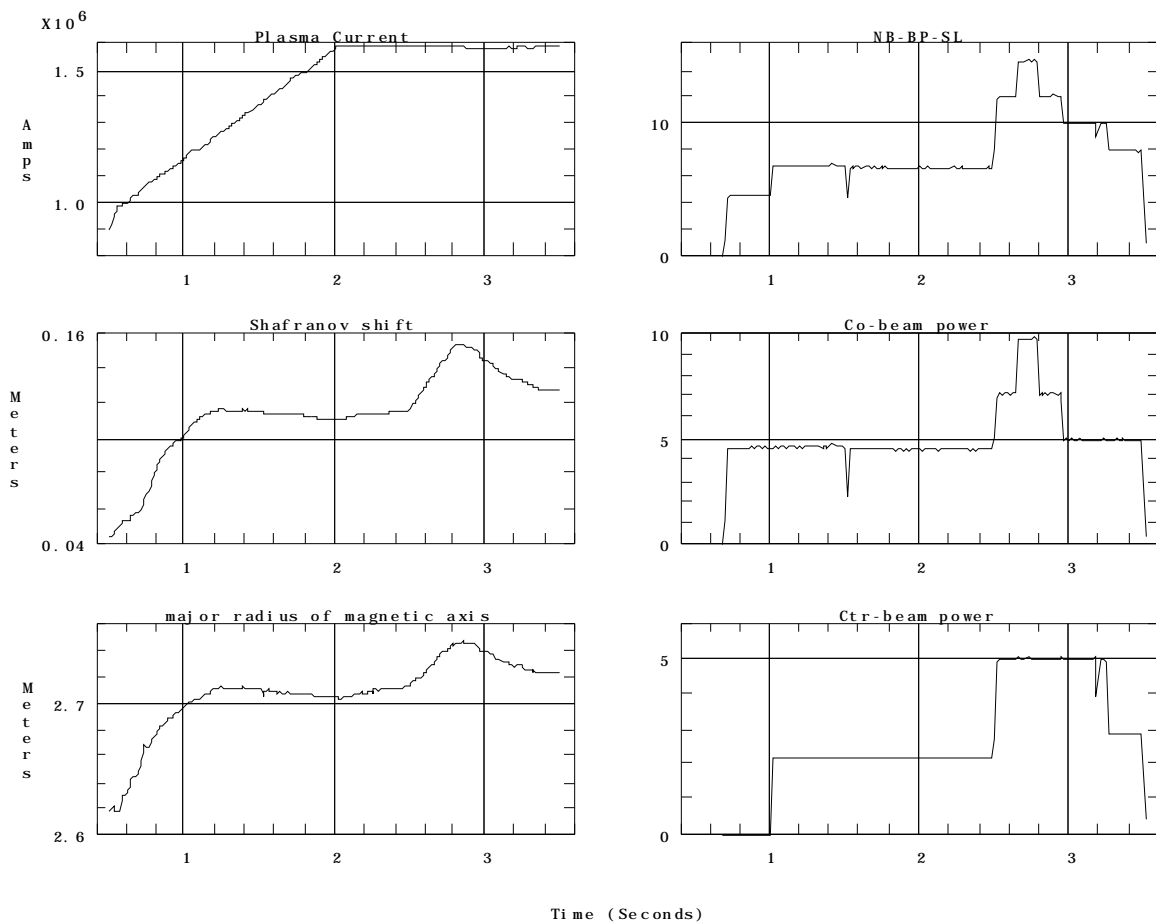 X10^6
Plasma Current
1.5
Amps
1.0
1 2 3
NB-BP-SL
10
0
1 2 3
Shafranov shift
0.16
Meters
0.04
1 2 3
Co-beam power
10
5
0
1 2 3
major radius of magnetic axis
2.7
Meters
2.6
1 2 3
Ctr-beam power
5
0
1 2 3
Time (Seconds)